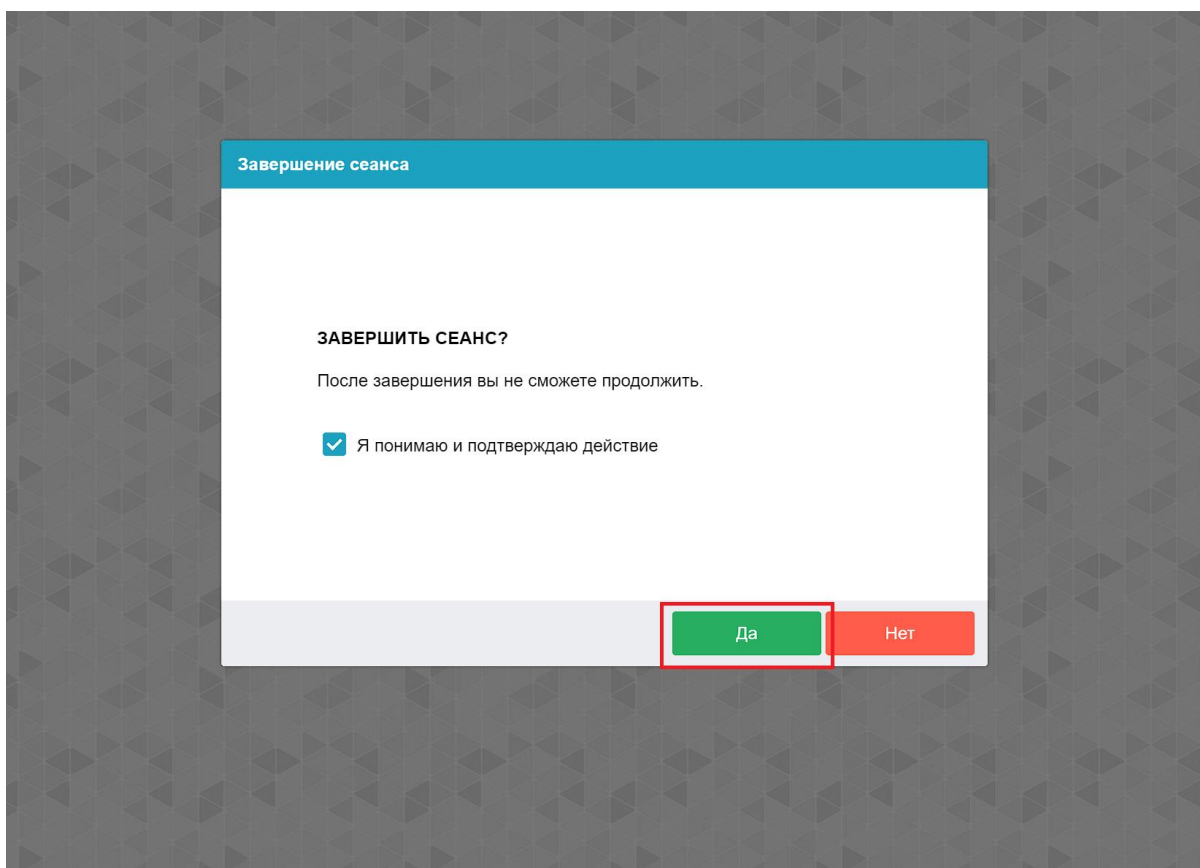 Завершение сеанса
ЗАВЕРШИТЬ СЕАНС?
После завершения вы не сможете продолжить.
Я понимаю и подтверждаю действие
Да
Нет